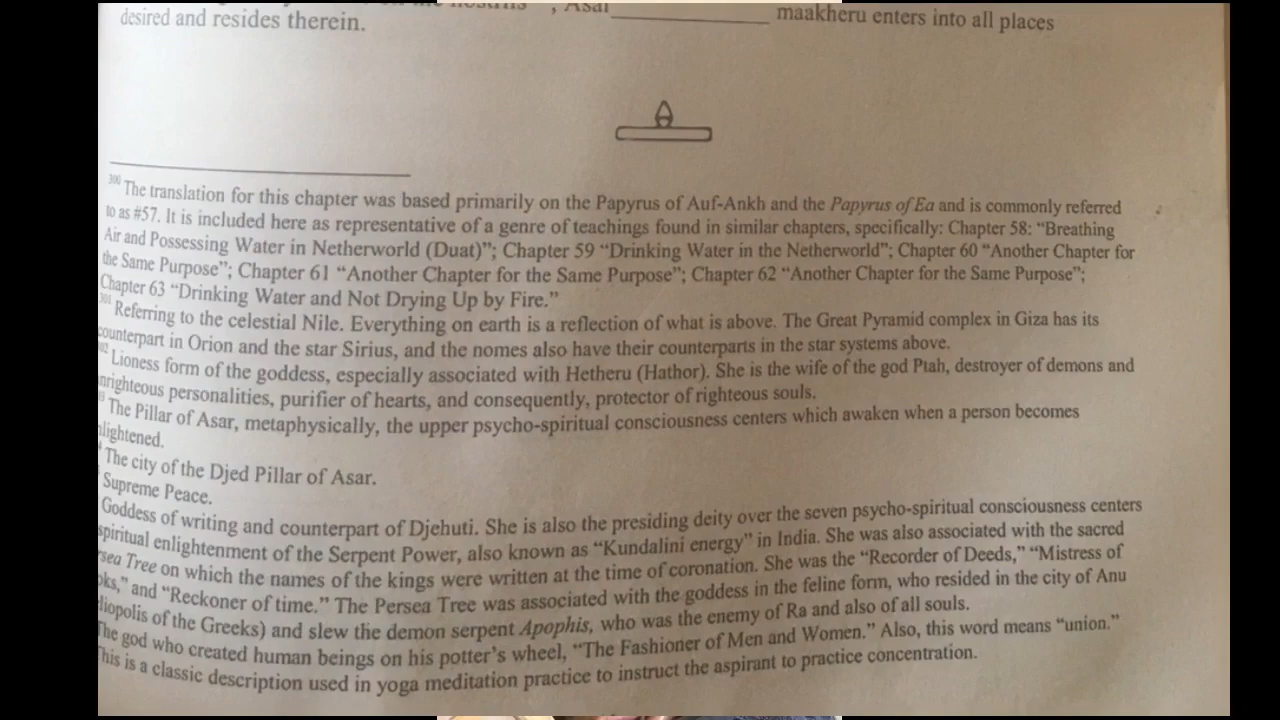 , Asar ______________ maakheru enters into all places
desired and resides therein.
300 The translation for this chapter was based primarily on the Papyrus of Auf-Ankh and the Papyrus of Ea and is commonly referred
to as #57. It is included here as representative of a genre of teachings found in similar chapters, specifically: Chapter 58: “Breathing
Air and Possessing Water in Netherworld (Duat)”; Chapter 59 “Drinking Water in the Netherworld”; Chapter 60 “Another Chapter for
the Same Purpose”; Chapter 61 “Another Chapter for the Same Purpose”; Chapter 62 “Another Chapter for the Same Purpose”;
Chapter 63 “Drinking Water and Not Drying Up by Fire.”
301 Referring to the celestial Nile. Everything on earth is a reflection of what is above. The Great Pyramid complex in Giza has its
counterpart in Orion and the star Sirius, and the nomes also have their counterparts in the star systems above.
Lioness form of the goddess, especially associated with Hetheru (Hathor). She is the wife of the god Ptah, destroyer of demons and
nrighteous personalities, purifier of hearts, and consequently, protector of righteous souls.
The Pillar of Asar, metaphysically, the upper psycho-spiritual consciousness centers which awaken when a person becomes
lightened.
The city of the Djed Pillar of Asar.
Supreme Peace.
Goddess of writing and counterpart of Djehuti. She is also the presiding deity over the seven psycho-spiritual consciousness centers
spiritual enlightenment of the Serpent Power, also known as “Kundalini energy” in India. She was also associated with the sacred
sea Tree on which the names of the kings were written at the time of coronation. She was the “Recorder of Deeds,” “Mistress of
oks,” and “Reckoner of time.” The Persea Tree was associated with the goddess in the feline form, who resided in the city of Anu
liopolis of the Greeks) and slew the demon serpent Apophis, who was the enemy of Ra and also of all souls.
The god who created human beings on his potter’s wheel, “The Fashioner of Men and Women.” Also, this word means “union.”
This is a classic description used in yoga meditation practice to instruct the aspirant to practice concentration.